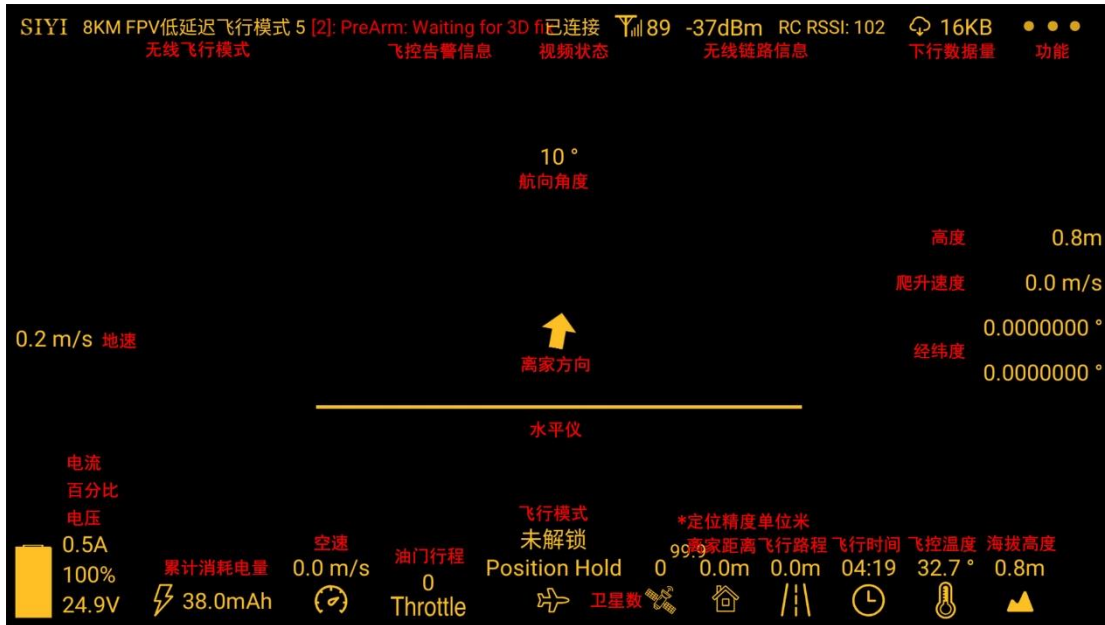 SIYI 8KM FPV低延迟飞行模式 5 [2]: PreArm: Waiting for 3D fi已连接 89 -37dBm RC RSSI: 102 16KB
无线飞行模式 飞控告警信息 视频状态 无线链路信息 下行数据量 功能
10 °
航向角度
高度 0.8m
爬升速度 0.0 m/s
0.2 m/s 地速
离家方向
经纬度
0.0000000 °
0.0000000 °
水平仪
电流
百分比
电压
0.5A
100%
24.9V
累计消耗电量
38.0mAh
空速
0.0 m/s
油门行程
0
Throttle
飞行模式
未解锁
Position Hold
卫星数
0
*定位精度单位米
99.9
离家距离 飞行路程 飞行时间 飞控温度 海拔高度
0.0m 0.0m 04:19 32.7 ° 0.8m